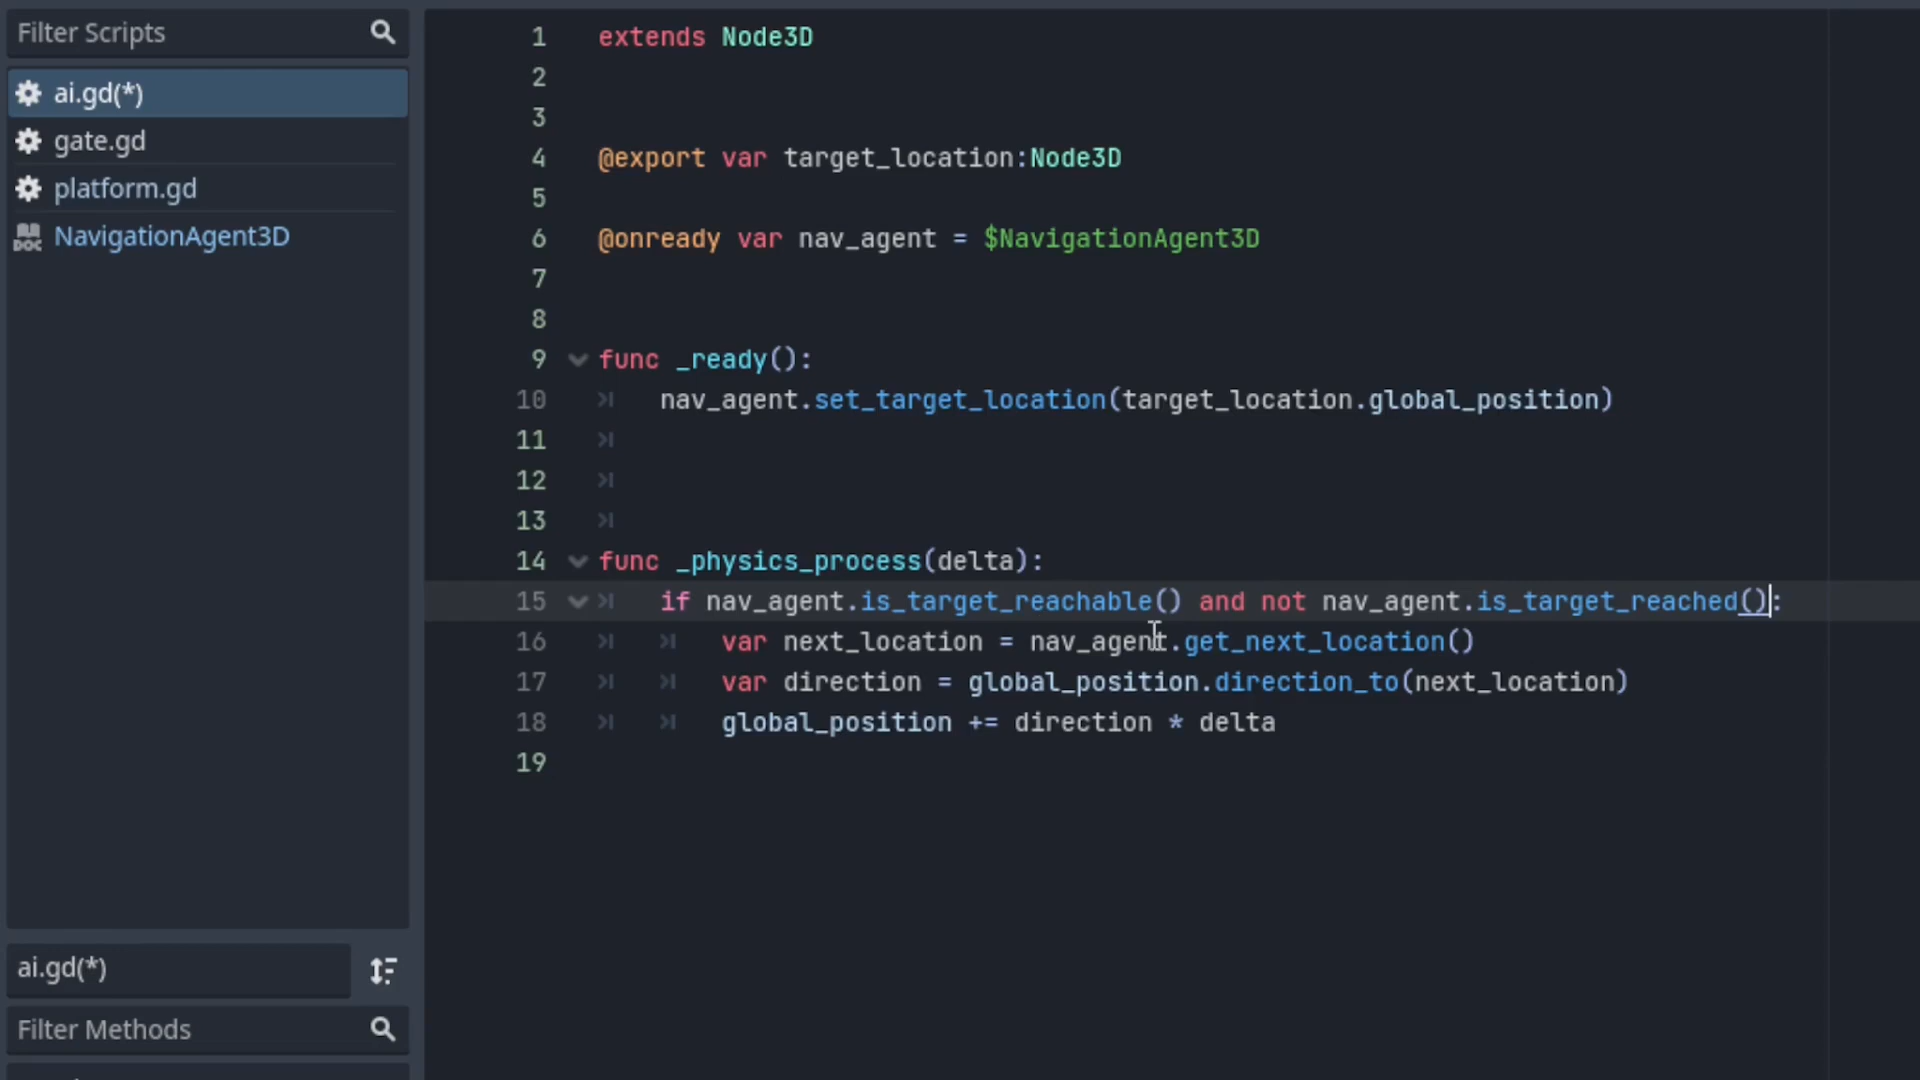 Filter Scripts
ai.gd(*)
gate.gd
platform.gd
DOC NavigationAgent3D
1 extends Node3D
2
3
4 @export var target_location:Node3D
5
6 @onready var nav_agent = $NavigationAgent3D
7
8
9 func _ready():
10 nav_agent.set_target_location(target_location.global_position)
11
12
13
14 func _physics_process(delta):
15 if nav_agent.is_target_reachable() and not nav_agent.is_target_reached():
16 var next_location = nav_agent.get_next_location()
17 var direction = global_position.direction_to(next_location)
18 global_position += direction * delta
19
ai.gd(*)
Filter Methods